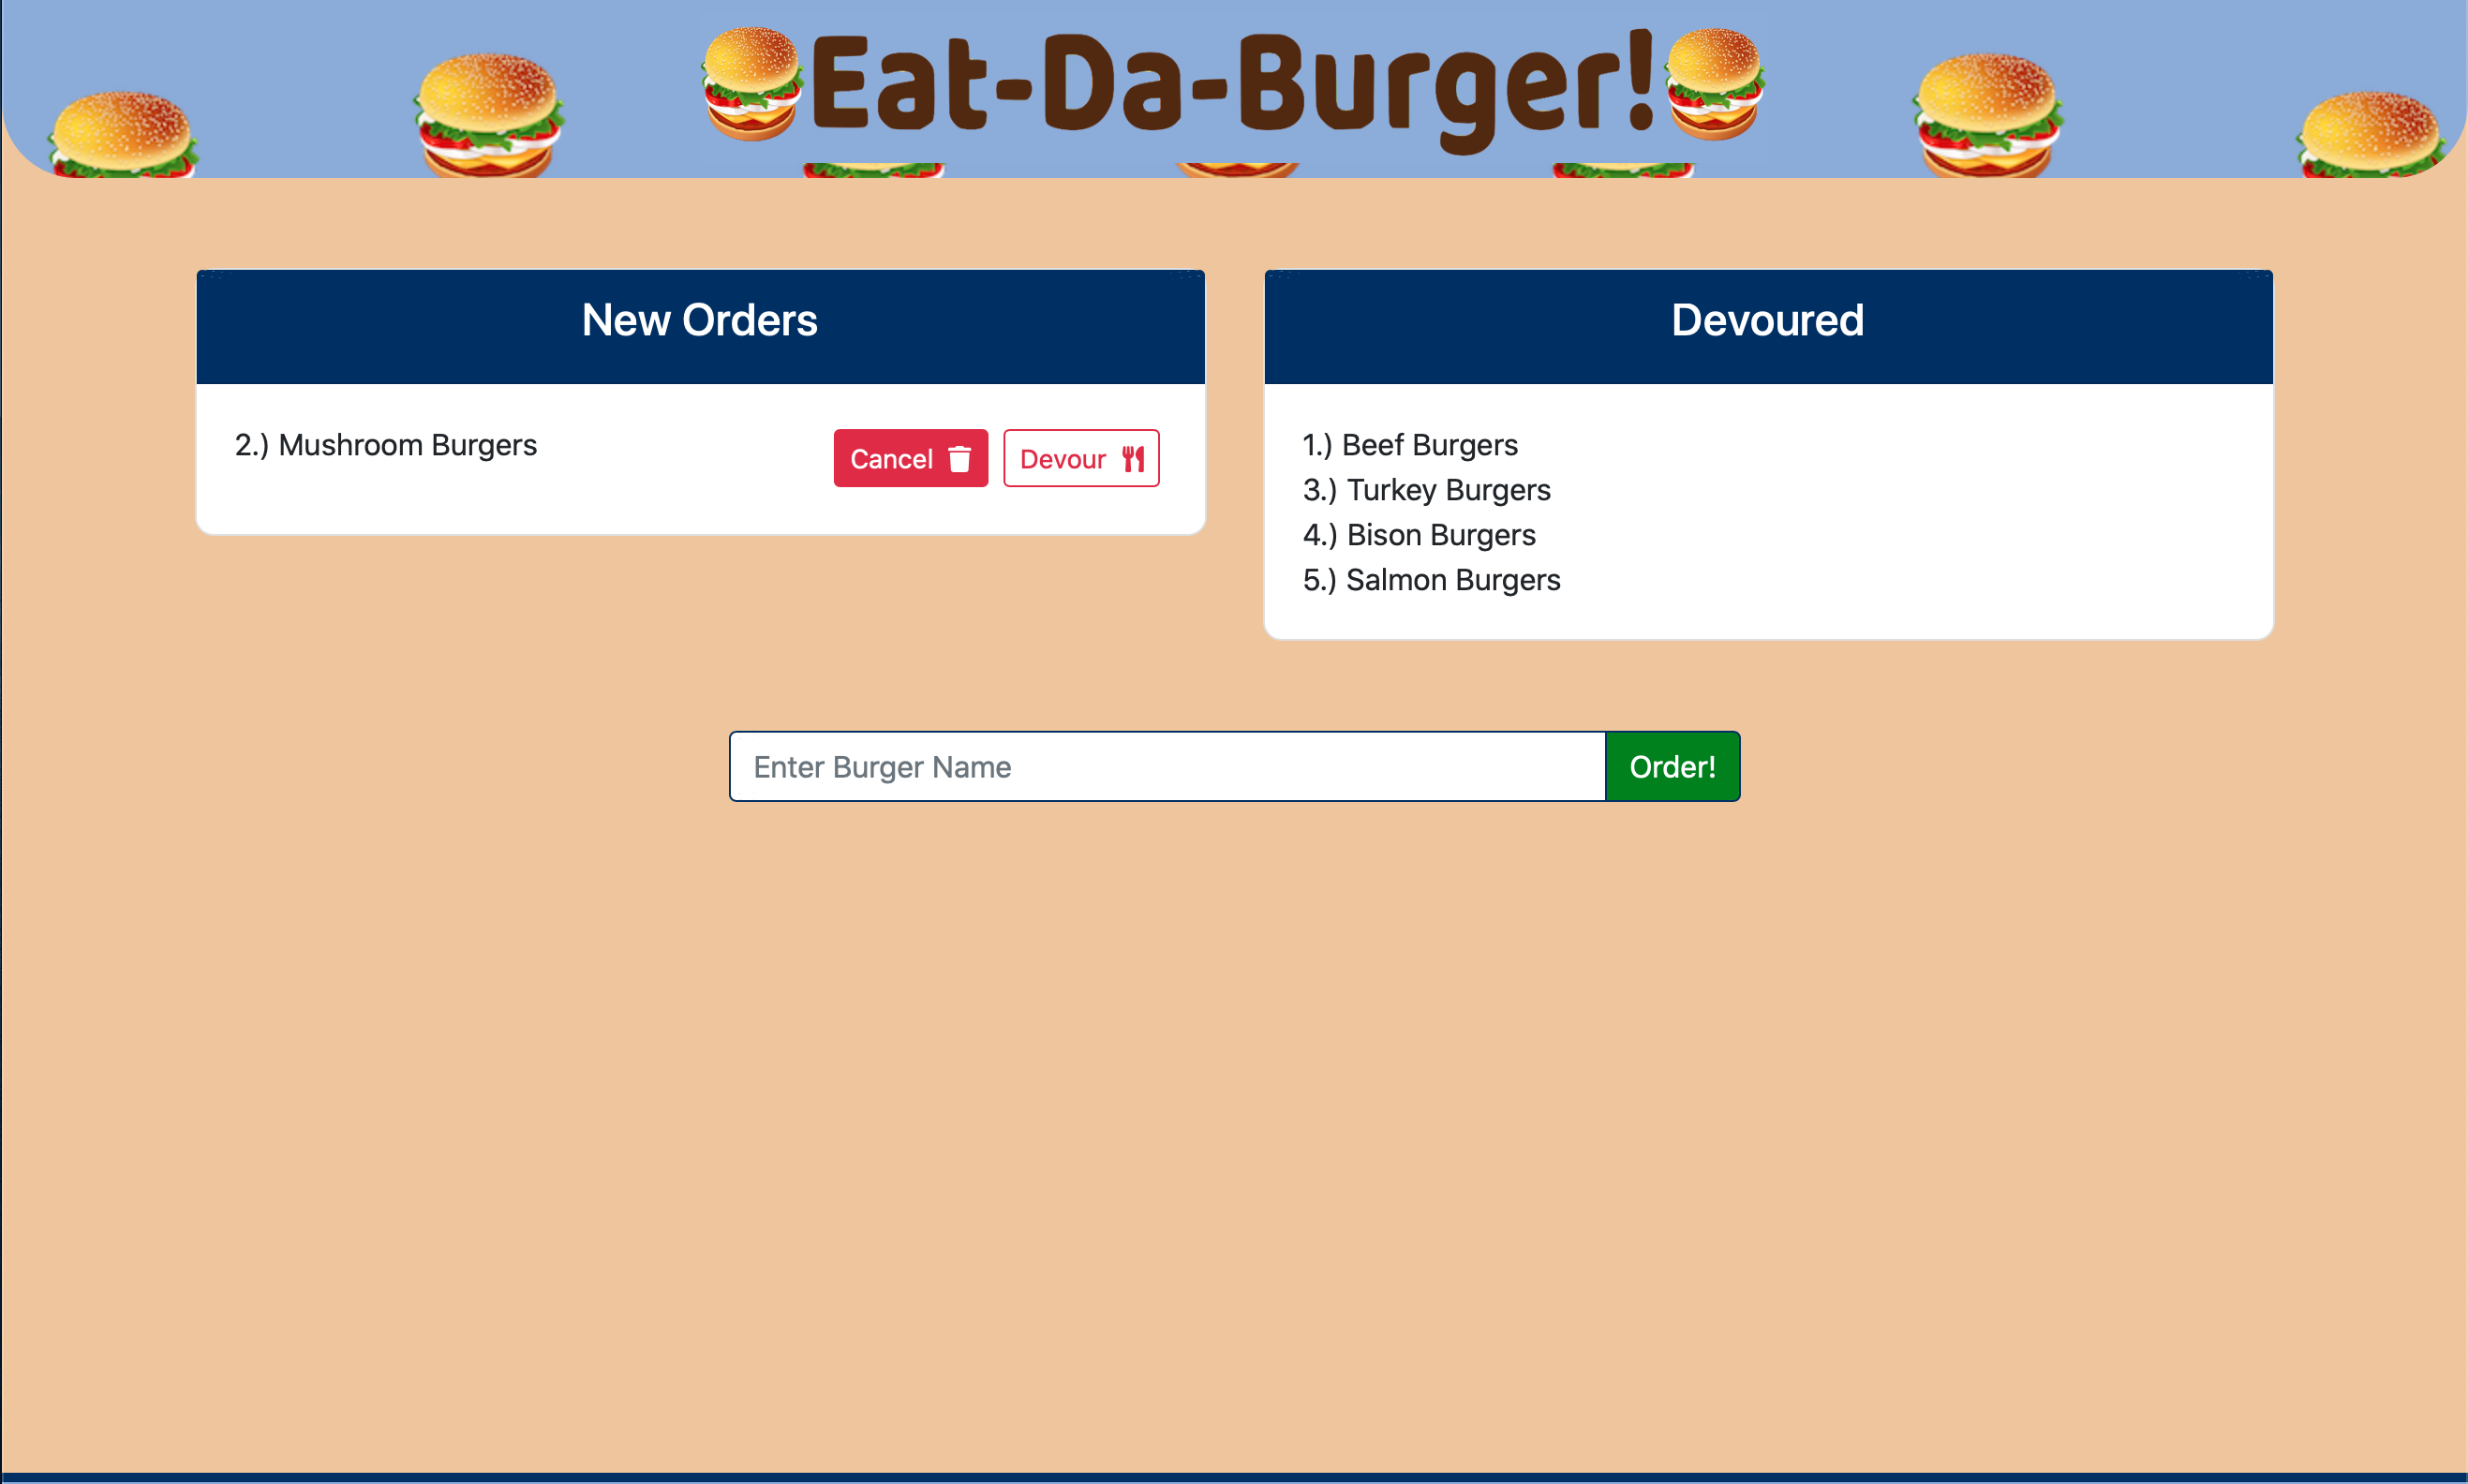 Eat-Da-Burger!
New Orders
2.) Mushroom Burgers
Cancel
Devour
Devoured
1.) Beef Burgers
3.) Turkey Burgers
4.) Bison Burgers
5.) Salmon Burgers
Enter Burger Name
Order!